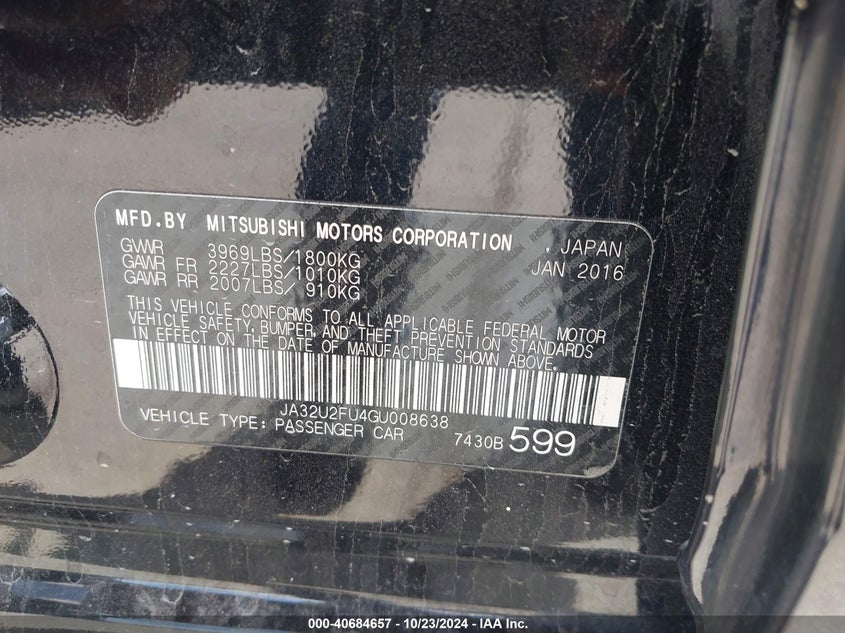 MFD.BY MITSUBISHI MOTORS CORPORATION , JAPAN
GVWR 3969LBS/1800KG JAN 2016
GAWR FR 2227LBS/1010KG
GAWR RR 2007LBS/ 910KG
THIS VEHICLE CONFORMS TO ALL APPLICABLE FEDERAL MOTOR
VEHICLE SAFETY, BUMPER, AND THEFT PREVENTION STANDARDS
IN EFFECT ON THE DATE OF MANUFACTURE SHOWN ABOVE.
JA32U2FU4GU008638
VEHICLE TYPE: PASSENGER CAR 7430B 599
000-40684657 - 10/23/2024 - IAA Inc.